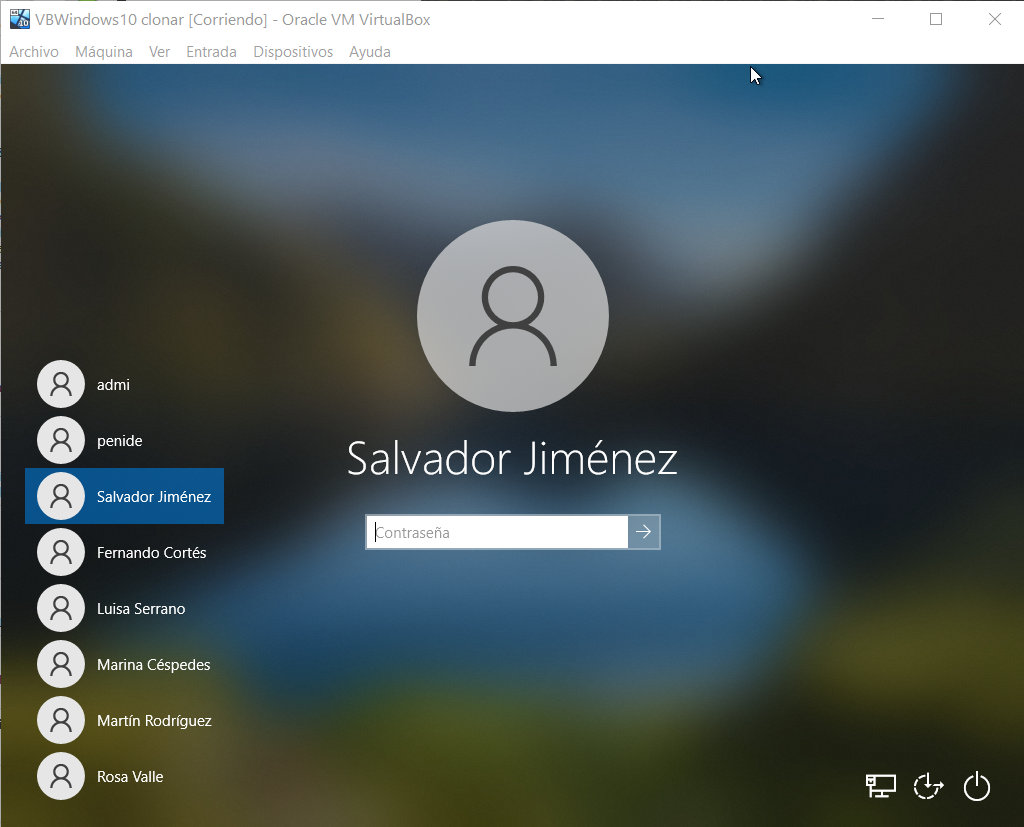 VBWindows10 clonar [Corriendo] - Oracle VM VirtualBox
Archivo Máquina Ver Entrada Dispositivos Ayuda
admi
penide
Salvador Jiménez
Fernando Cortés
Luisa Serrano
Marina Céspedes
Martín Rodríguez
Rosa Valle
Salvador Jiménez
Contraseña